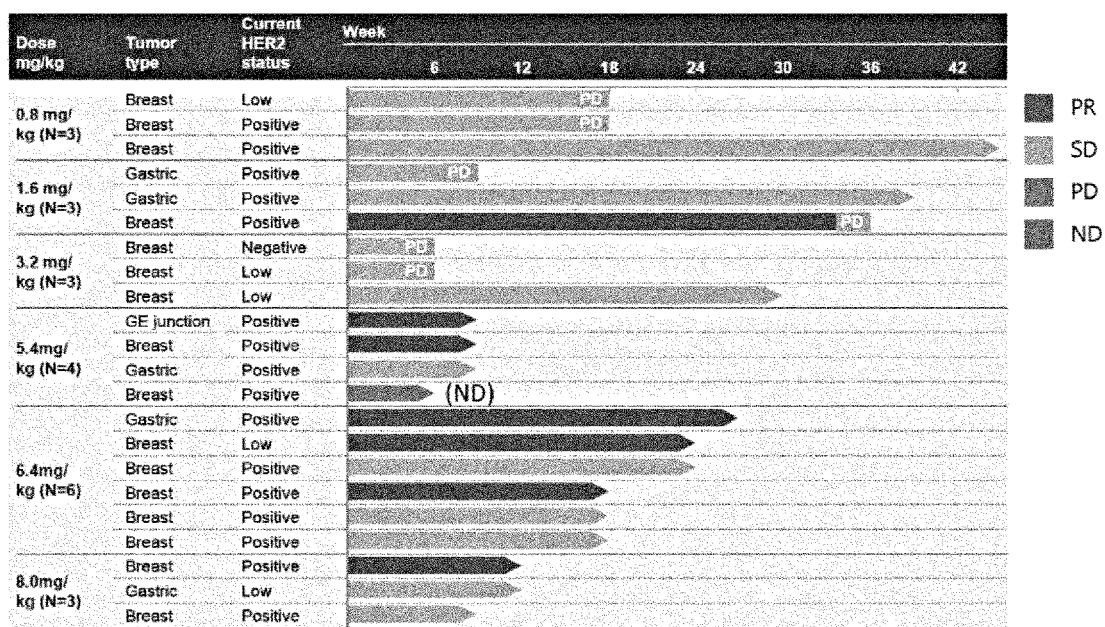 Dose mg/kg Tumor type Current HER2 status Week
6 12 18 24 30 36 42
0.8 mg/ kg (N=3)
Breast Low PD
Breast Positive PD
Breast Positive
1.6 mg/ kg (N=3)
Gastric Positive PD
Gastric Positive
Breast Positive PD
3.2 mg/ kg (N=3)
Breast Negative PD
Breast Low PD
Breast Low
5.4mg/ kg (N=4)
GE junction Positive
Breast Positive
Gastric Positive
Breast Positive (ND)
6.4mg/ kg (N=6)
Gastric Positive
Breast Low
Breast Positive
Breast Positive
Breast Positive
Breast Positive
8.0mg/ kg (N=3)
Breast Positive
Gastric Low
Breast Positive
PR
SD
PD
ND